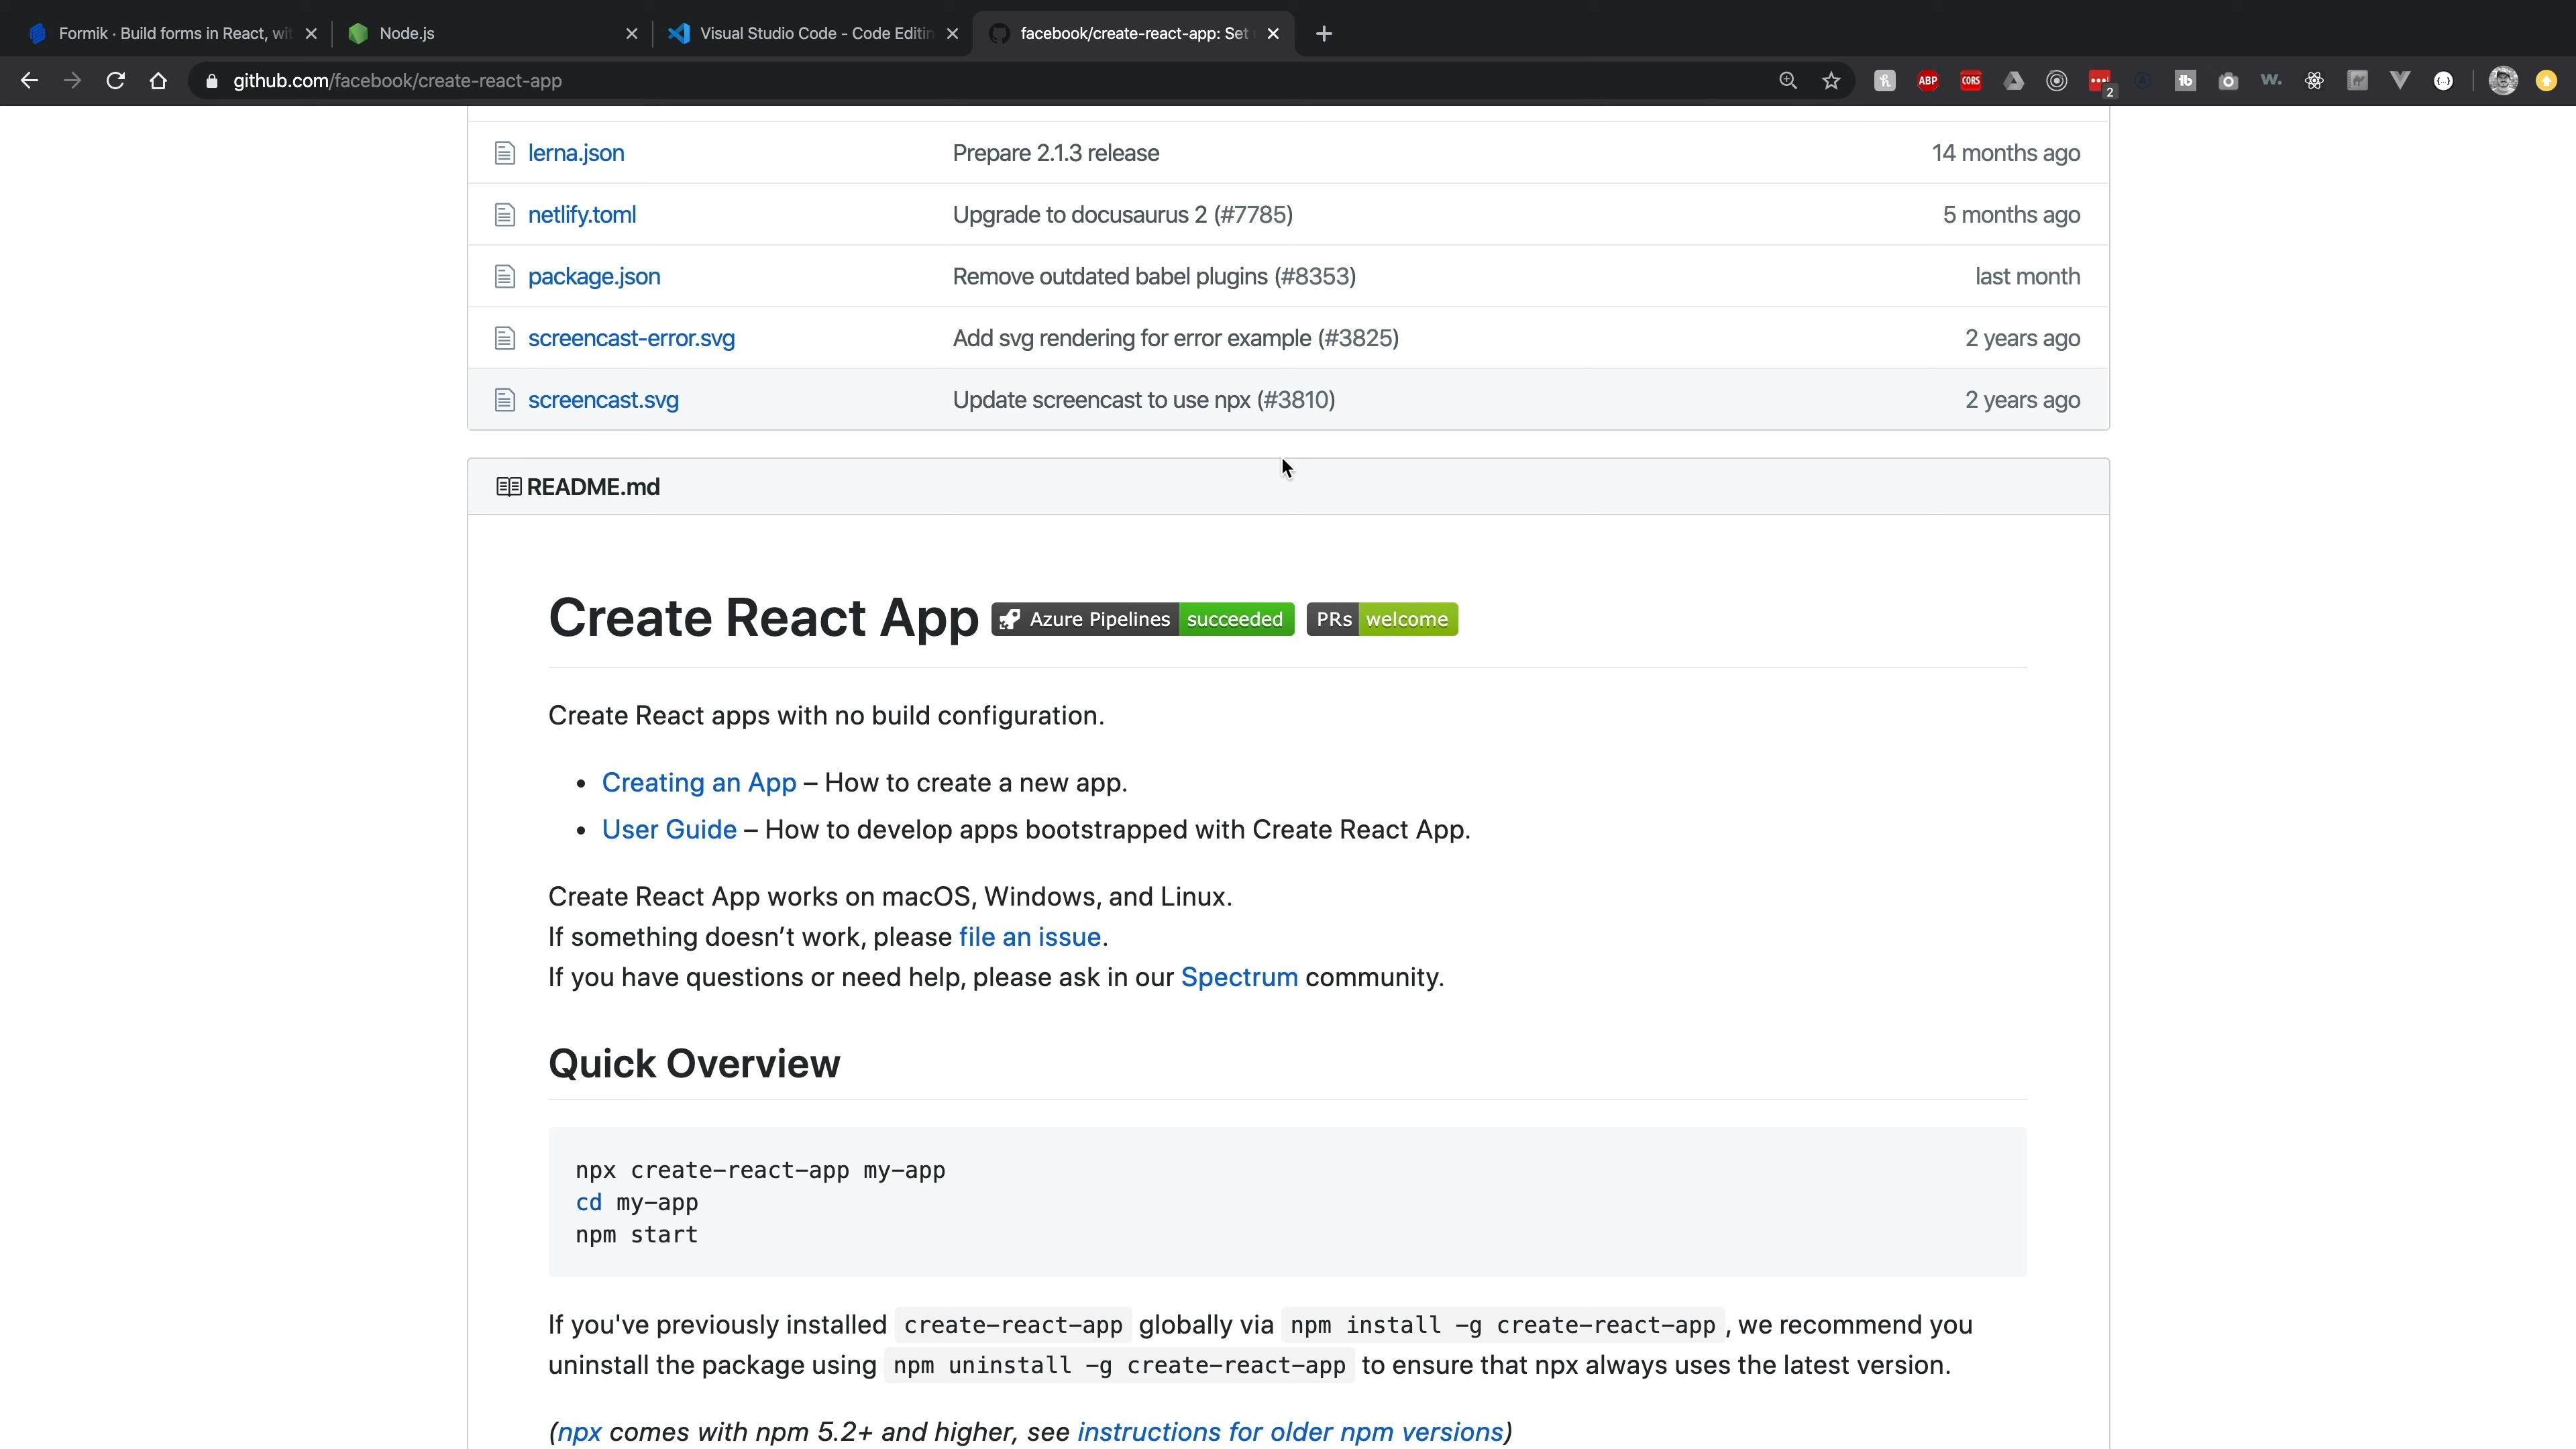 Formik · Build forms in React, wit
Node.js
Visual Studio Code - Code Editin
facebook/create-react-app: Set
github.com/facebook/create-react-app
ABP
CORS
2
tb
w.
lerna.json Prepare 2.1.3 release 14 months ago
netlify.toml Upgrade to docusaurus 2 (#7785) 5 months ago
package.json Remove outdated babel plugins (#8353) last month
screencast-error.svg Add svg rendering for error example (#3825) 2 years ago
screencast.svg Update screencast to use npx (#3810) 2 years ago
README.md
Create React App Azure Pipelines succeeded PRs welcome
Create React apps with no build configuration.
• Creating an App – How to create a new app.
• User Guide – How to develop apps bootstrapped with Create React App.
Create React App works on macOS, Windows, and Linux.
If something doesn’t work, please file an issue.
If you have questions or need help, please ask in our Spectrum community.
Quick Overview
npx create-react-app my-app
cd my-app
npm start
If you've previously installed create-react-app globally via npm install -g create-react-app, we recommend you
uninstall the package using npm uninstall -g create-react-app to ensure that npx always uses the latest version.
(npx comes with npm 5.2+ and higher, see instructions for older npm versions)